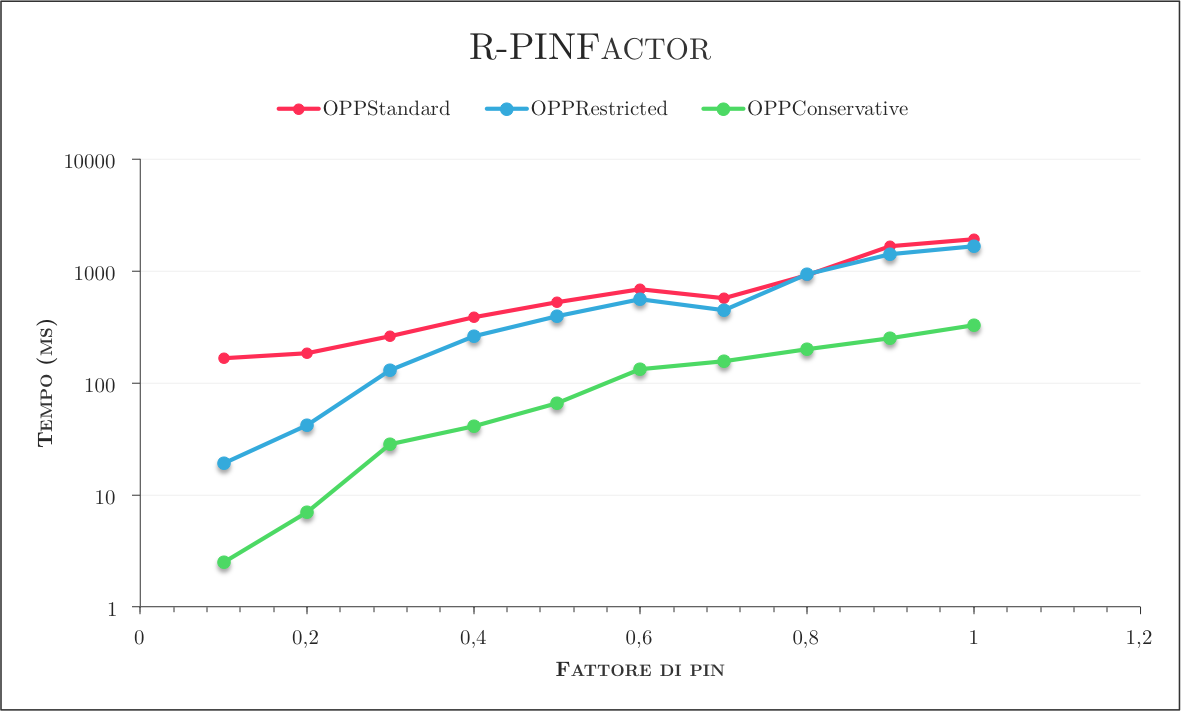 R-PINFactor
OPPStandard OPPRestricted OPPConservative
10000
1000
100
10
1
Tempo (ms)
0 0,2 0,4 0,6 0,8 1 1,2
Fattore di pin